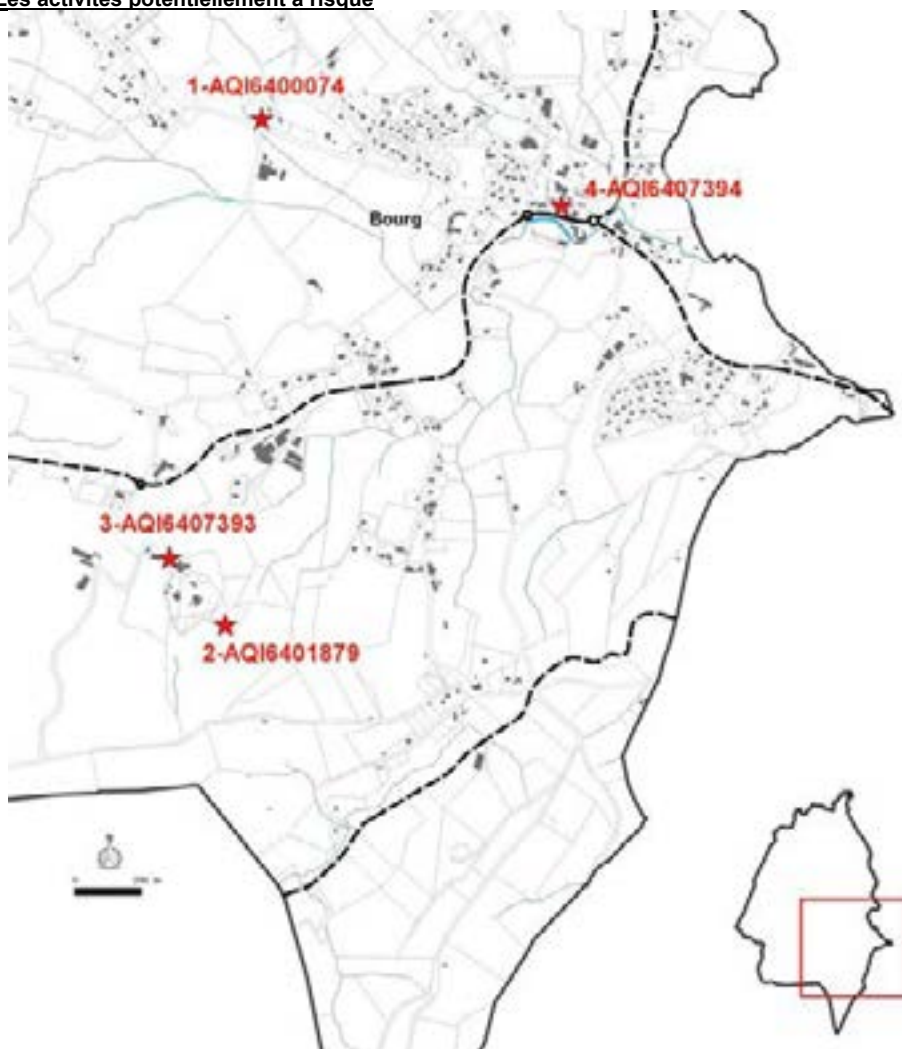 Les activités potentiellement à risque
1-AQI6400074
4-AQI6407394
Bourg
3-AQI6407393
2-AQI6401879